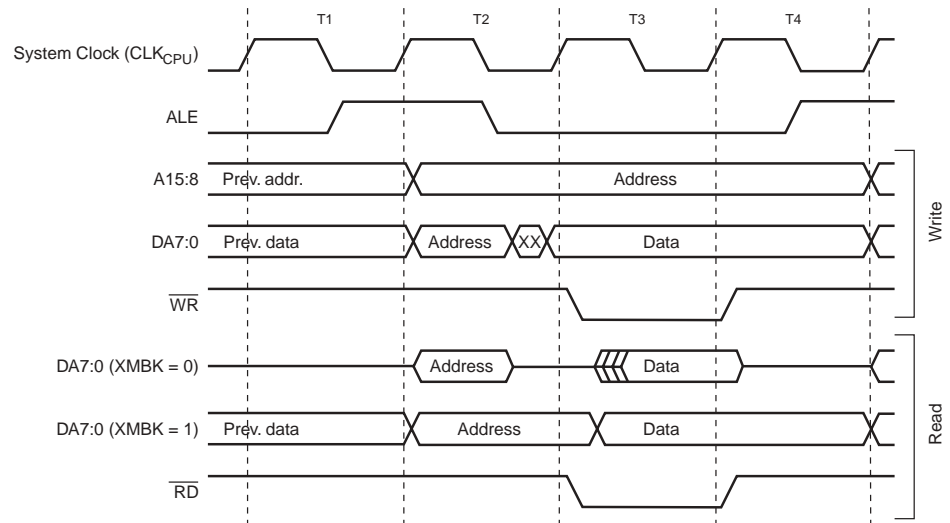 T1 T2 T3 T4
System Clock (CLKCPU)
ALE
A15:8 Prev. addr. Address
DA7:0 Prev. data Address XX Data
WR
Write
DA7:0 (XMBK = 0) Address Data
DA7:0 (XMBK = 1) Prev. data Address Data
RD
Read